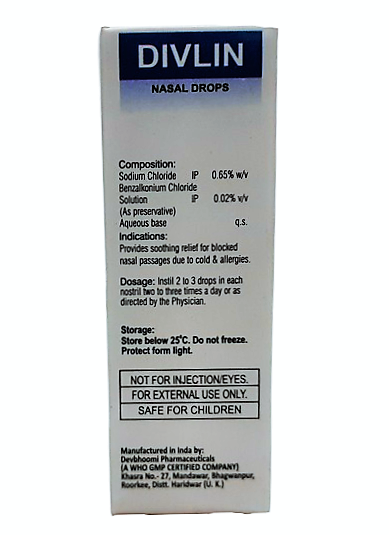 DIVLIN
NASAL DROPS
Composition:
Sodium Chloride IP 0.65% w/v
Benzalkonium Chloride
Solution IP 0.02% v/v
(As preservative)
Aqueous base q.s.
Indications:
Provides soothing relief for blocked
nasal passages due to cold & allergies.
Dosage: Instil 2 to 3 drops in each
nostril two to three times a day or as
directed by the Physician.
Storage:
Store below 25°C. Do not freeze.
Protect form light.
NOT FOR INJECTION/EYES.
FOR EXTERNAL USE ONLY.
SAFE FOR CHILDREN
Manufactured in Inda by:
Devbhoomi Pharmaceuticals
(A WHO GMP CERTIFIED COMPANY)
Khasra No.- 27, Mandawar, Bhagwanpur,
Roorkee, Distt. Haridwar (U. K.)